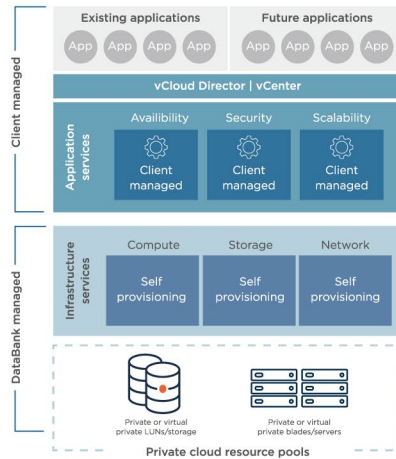 Existing applications
Future applications
App App App App
App App App App
vCloud Director | vCenter
Client managed
Application services
Availibility
Security
Scalability
Client managed
Client managed
Client managed
DataBank managed
Infrastructure services
Compute
Storage
Network
Self provisioning
Self provisioning
Self provisioning
Private or virtual
private LUNs/storage
Private or virtual
private blades/servers
Private cloud resource pools